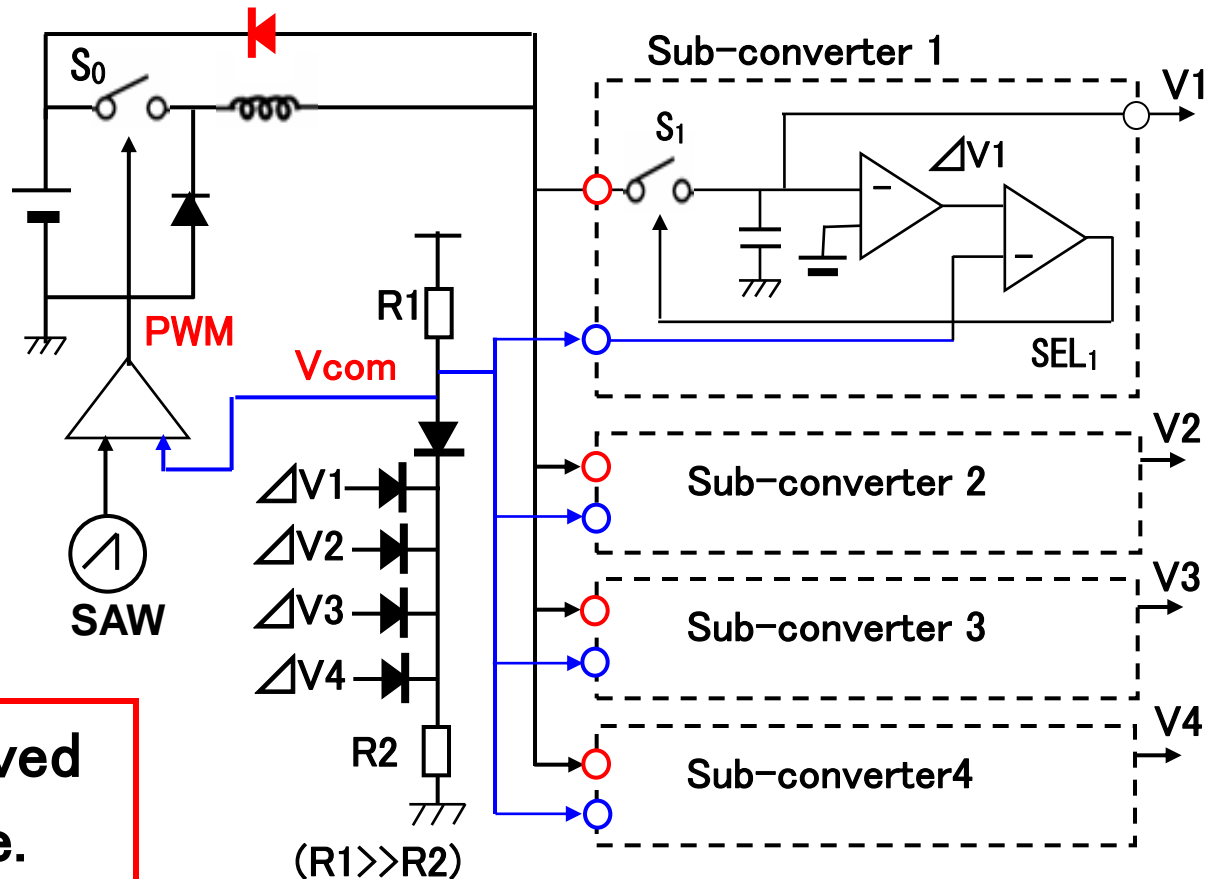 Sub-converter 1
S0
V1
S1
⊿V1
R1
PWM
Vcom
SEL1
V2
⊿V1
Sub-converter 2
⊿V2
V3
⊿V3
SAW
Sub-converter 3
⊿V4
V4
R2
Sub-converter4
ved
e.
(R1>>R2)